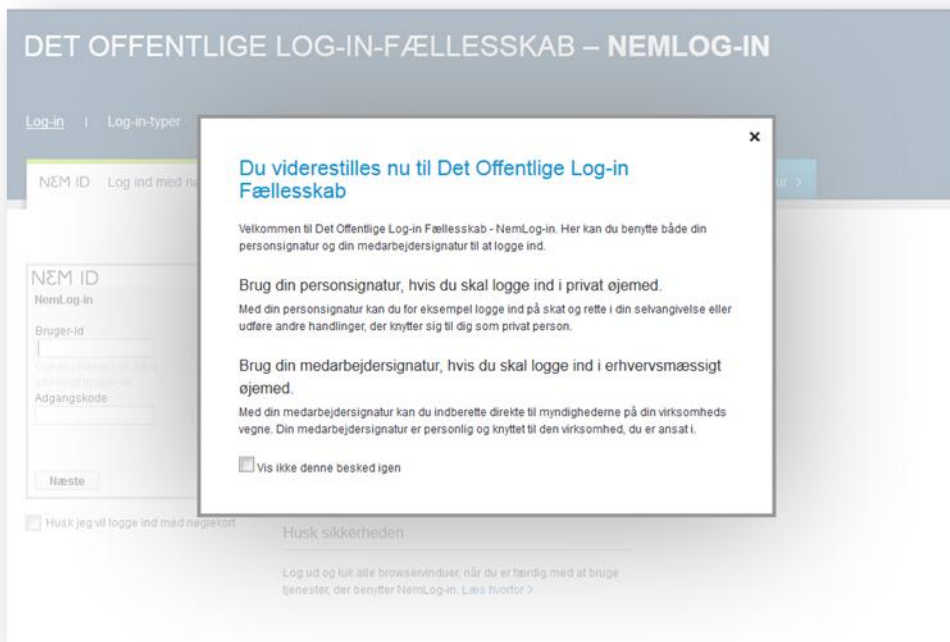 DET OFFENTLIGE LOG-IN-FÆLLESSKAB – NEMLOG-IN
Log-in | Log-in-typer
NEM ID Log ind med
×
Du viderestilles nu til Det Offentlige Log-in
Fællesskab
Velkommen til Det Offentlige Log-in Fællesskab - NemLog-in. Her kan du benytte både din
personsignatur og din medarbejdersignatur til at logge ind.
Brug din personsignatur, hvis du skal logge ind i privat øjemed.
Med din personsignatur kan du for eksempel logge ind på skat og rette i din selvangivelse eller
udføre andre handlinger, der knytter sig til dig som privat person.
Brug din medarbejdersignatur, hvis du skal logge ind i erhvervsmæssigt
øjemed.
Med din medarbejdersignatur kan du indberette direkte til myndighederne på din virksomheds
vegne. Din medarbejdersignatur er personlig og knyttet til den virksomhed, du er ansat i.
Vis ikke denne besked igen
NEM ID
NemLog-in
Bruger-id
Adgangskode
Næste
Husk jeg vil logge ind med nøglekort
Husk sikkerheden
Log ud og luk alle browservinduer, når du er færdig med at bruge
tjenester, der benytter NemLog-in. Læs hvorfor >